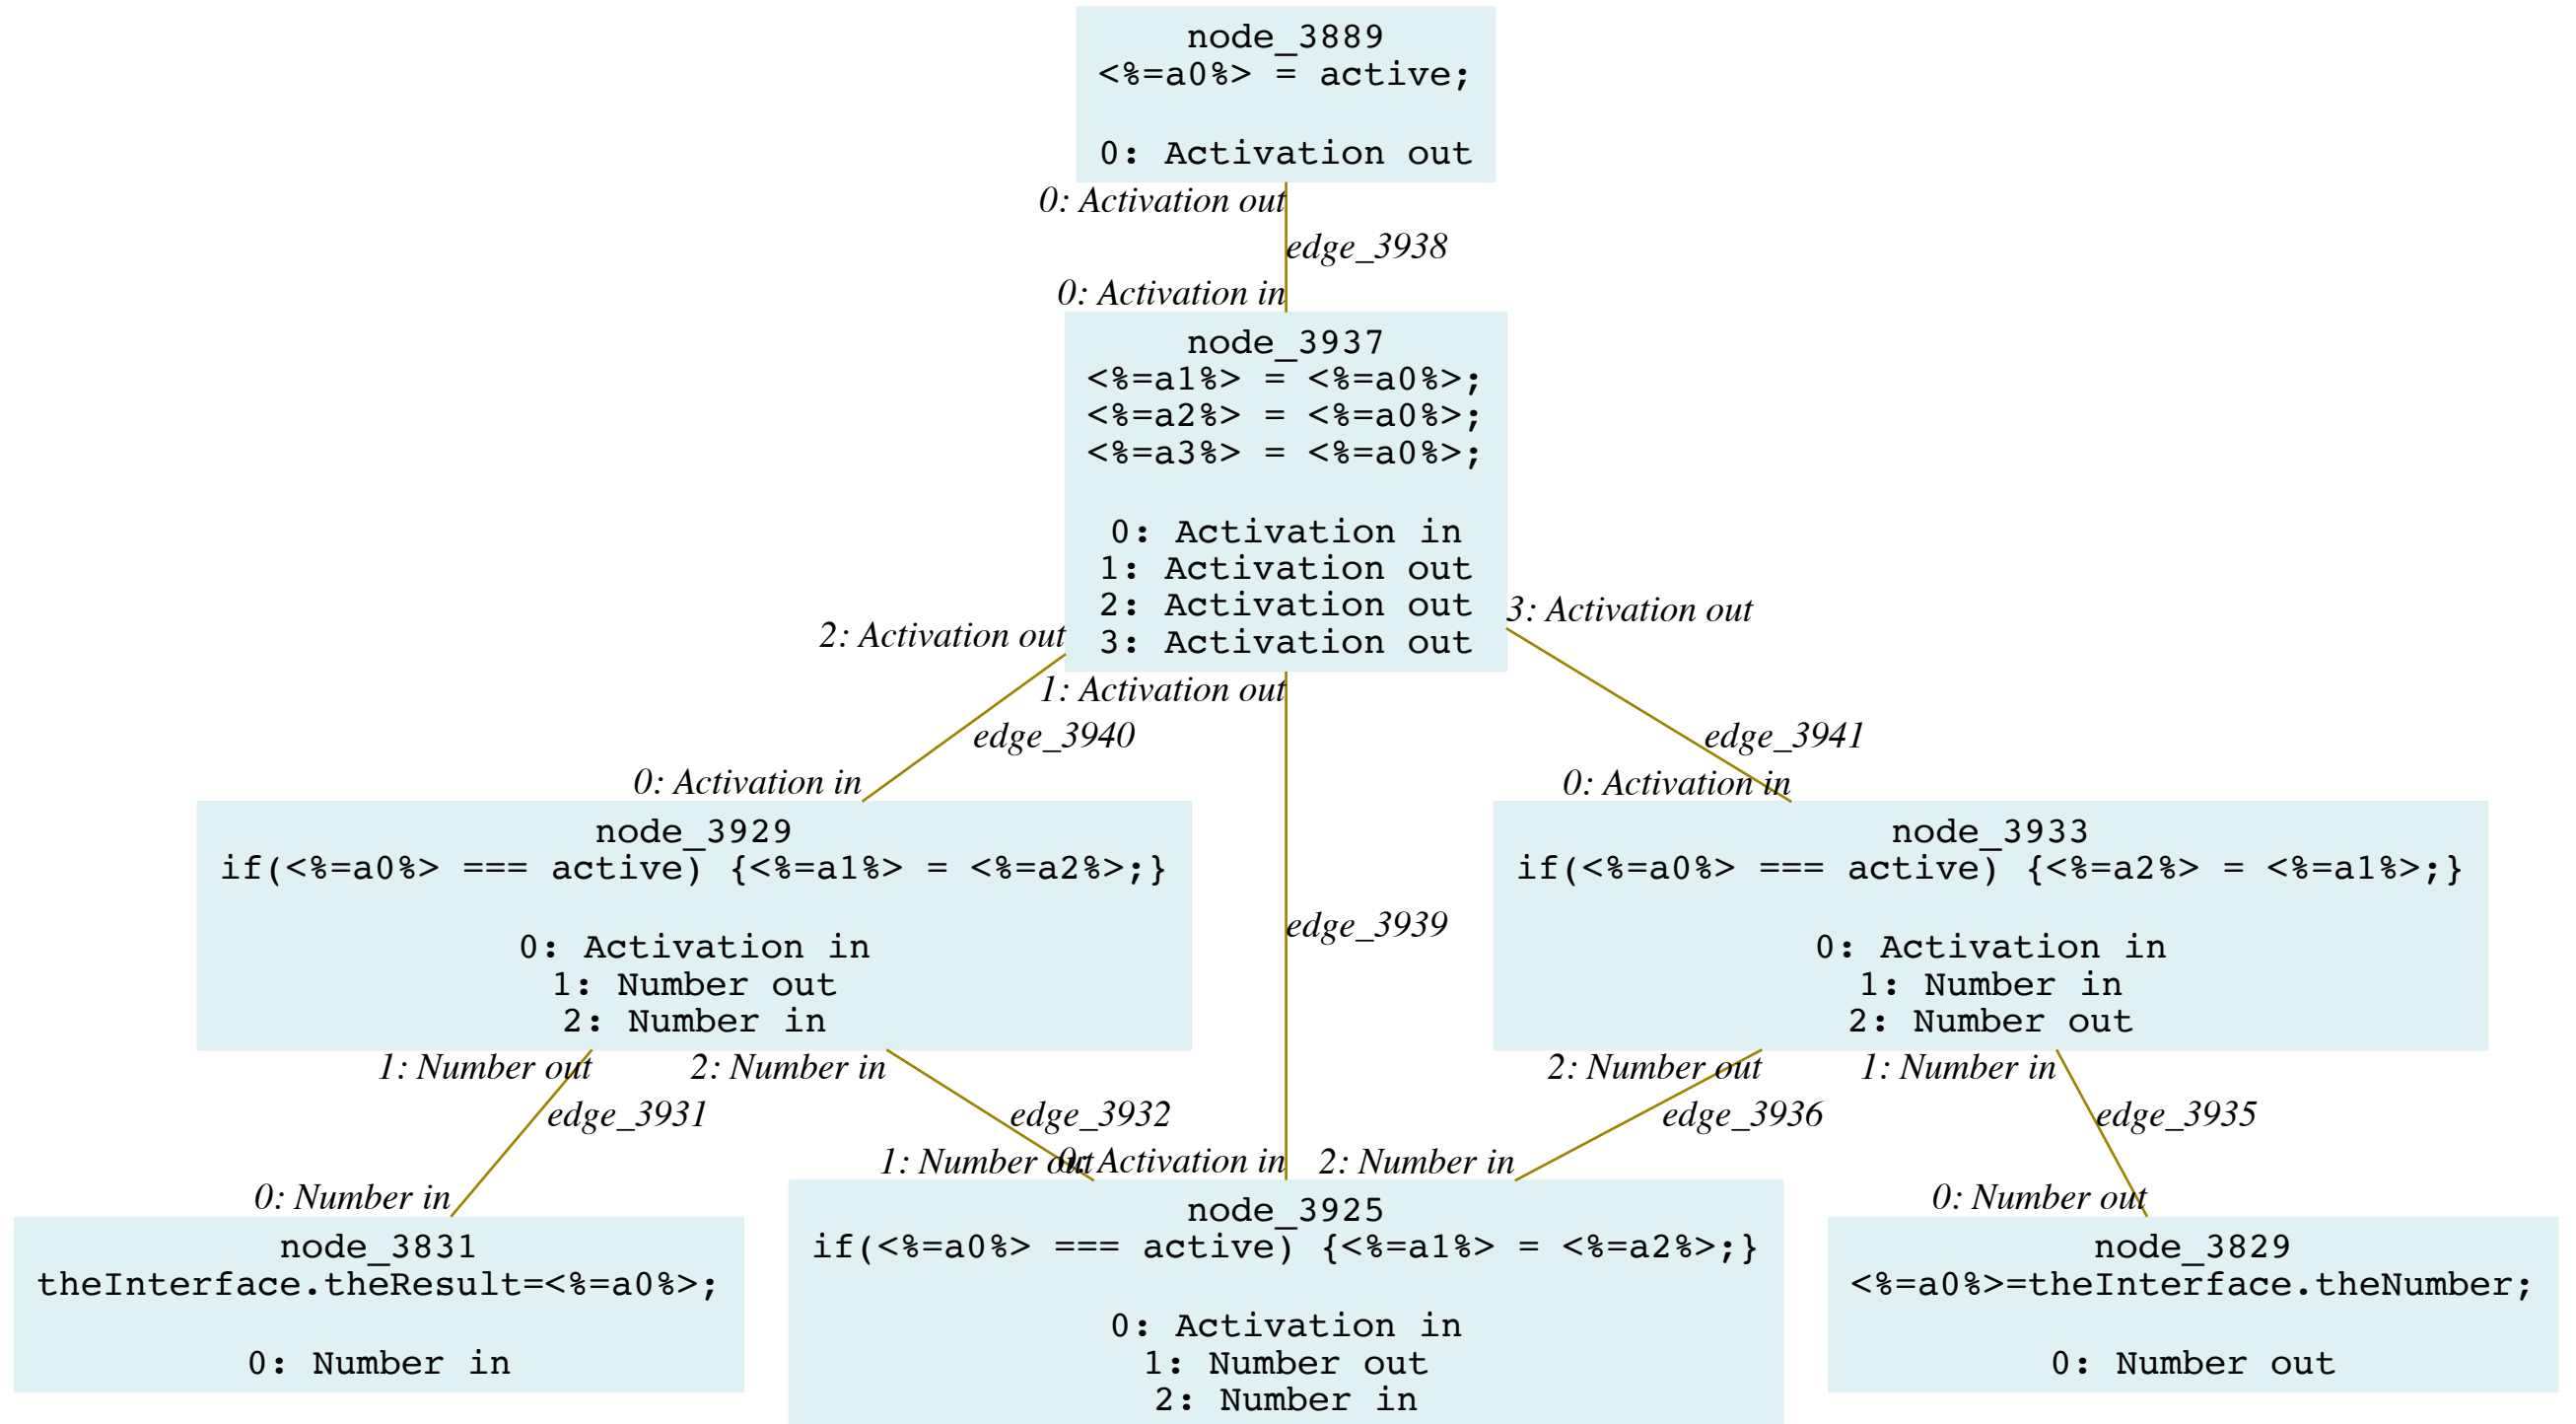 node_3889
<%=a0%> = active;
0: Activation out
0: Activation out
edge_3938
0: Activation in
node_3937
<%=a1%> = <%=a0%>;
<%=a2%> = <%=a0%>;
<%=a3%> = <%=a0%>;
0: Activation in
1: Activation out
2: Activation out
3: Activation out
3: Activation out
2: Activation out
1: Activation out
edge_3940
edge_3941
0: Activation in
0: Activation in
node_3929
if(<%=a0%> === active) {<%=a1%> = <%=a2%>;}
0: Activation in
1: Number out
2: Number in
edge_3939
node_3933
if(<%=a0%> === active) {<%=a2%> = <%=a1%>;}
0: Activation in
1: Number in
2: Number out
1: Number out
2: Number in
2: Number out
1: Number in
edge_3931
edge_3932
edge_3936
edge_3935
1: Number out
0: Activation in
2: Number in
0: Number in
0: Number out
node_3831
theInterface.theResult=<%=a0%>;
0: Number in
node_3925
if(<%=a0%> === active) {<%=a1%> = <%=a2%>;}
0: Activation in
1: Number out
2: Number in
node_3829
<%=a0%>=theInterface.theNumber;
0: Number out